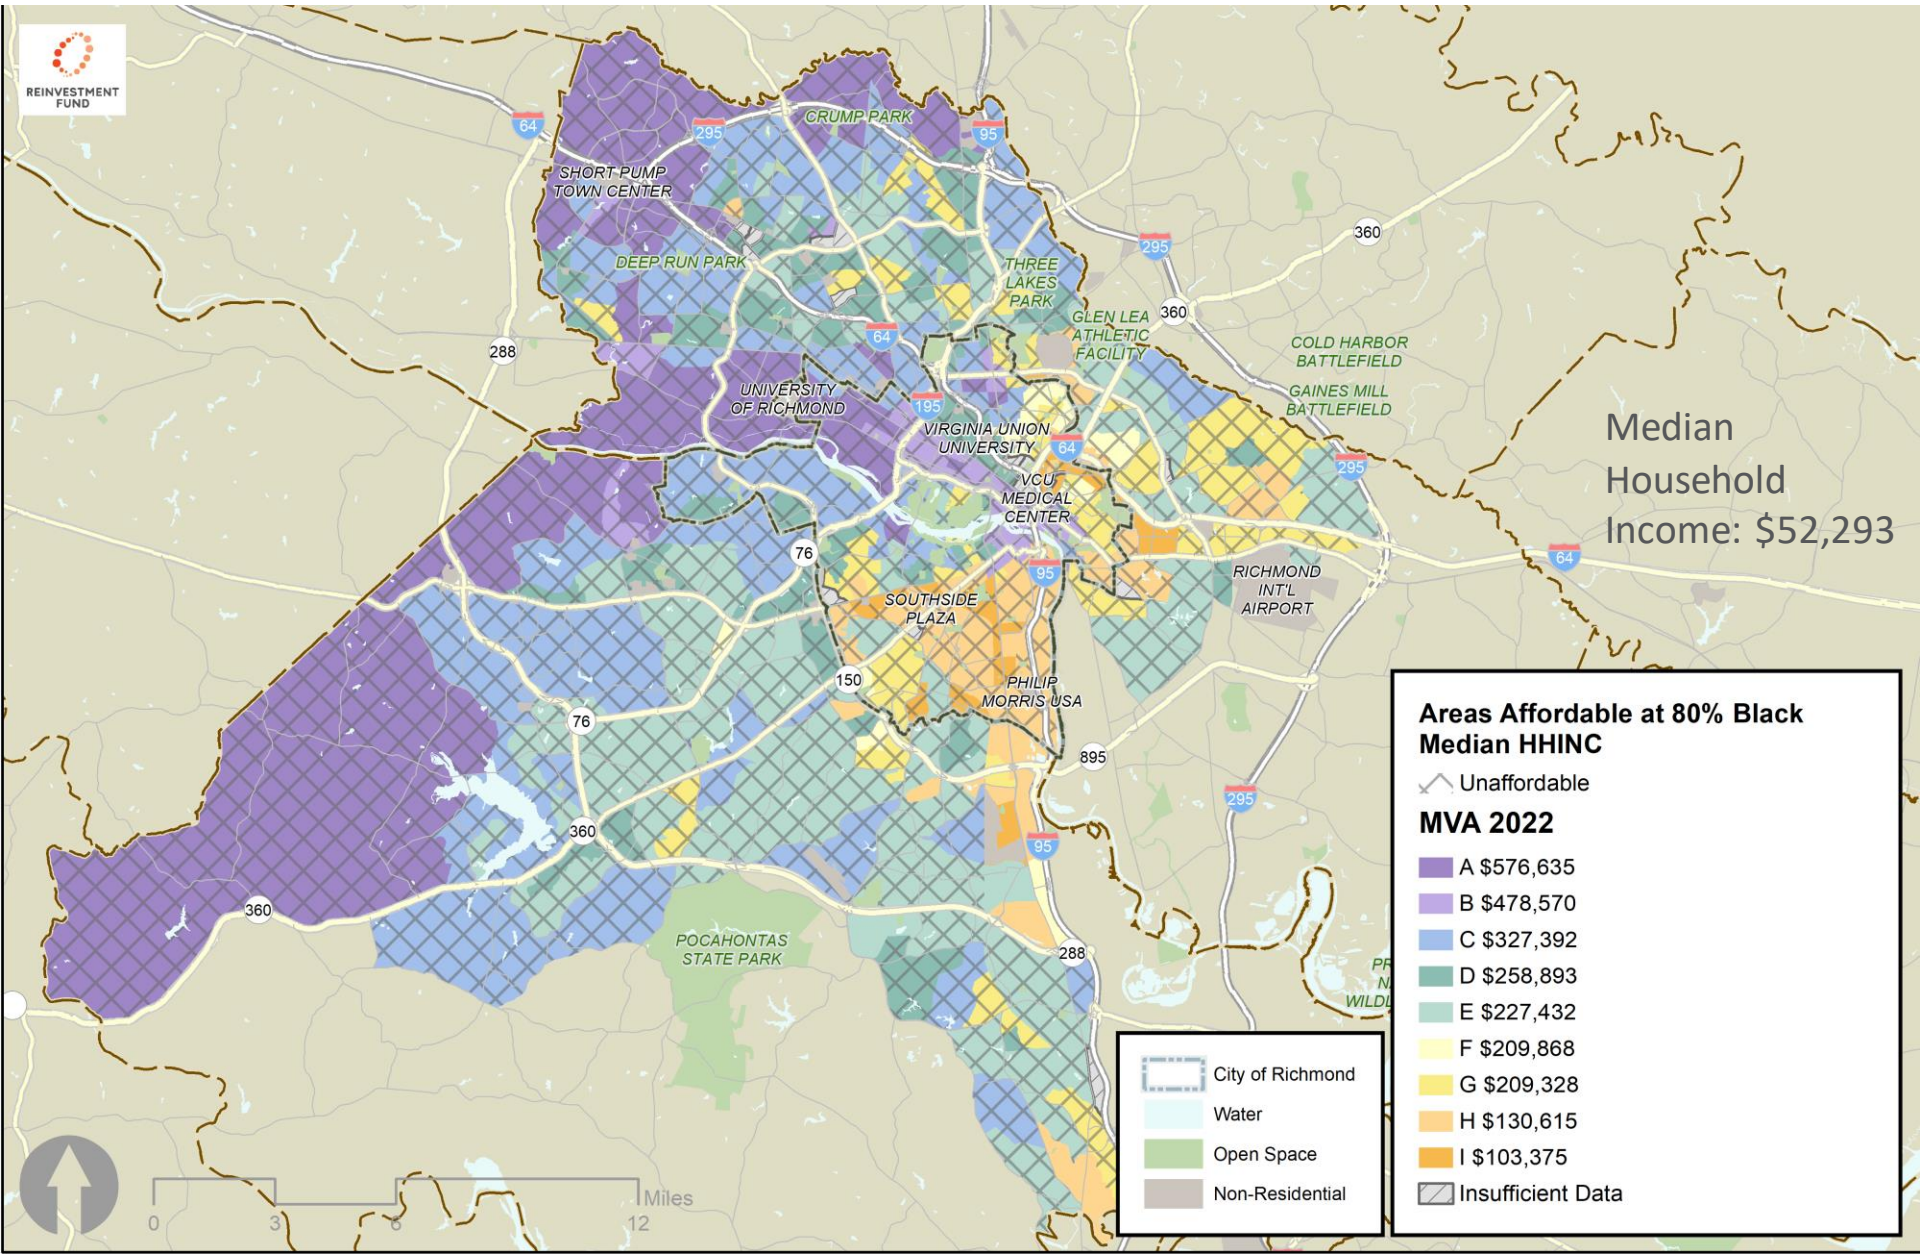 REINVESTMENT
FUND
64
295
CRUMP PARK
95
SHORT PUMP
TOWN CENTER
360
295
DEEP RUN PARK
THREE
LAKES
PARK
360
GLEN LEA
ATHLETIC
FACILITY
64
288
COLD HARBOR
BATTLEFIELD
UNIVERSITY
OF RICHMOND
GAINES MILL
BATTLEFIELD
195
VIRGINIA UNION
UNIVERSITY
64
295
Median
Household
Income: $52,293
VCU
MEDICAL
CENTER
76
95
64
RICHMOND
INT'L
AIRPORT
SOUTHSIDE
PLAZA
150
PHILIP
MORRIS USA
76
895
295
360
95
360
POCAHONTAS
STATE PARK
288
PR
N
WILDL
Areas Affordable at 80% Black
Median HHINC
Unaffordable
MVA 2022
A $576,635
B $478,570
C $327,392
D $258,893
E $227,432
F $209,868
G $209,328
H $130,615
I $103,375
Insufficient Data
City of Richmond
Water
Open Space
Non-Residential
0 3 6 12
Miles